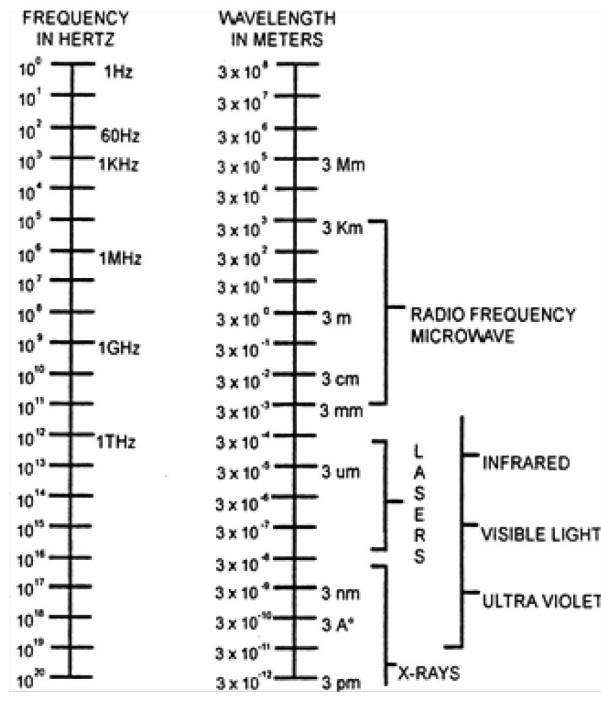 FREQUENCY
IN HERTZ
WAVELENGTH
IN METERS
10⁰ 1Hz 3 x 10⁸
10¹ 3 x 10⁷
10² 60Hz 3 x 10⁶
10³ 1KHz 3 x 10⁵ 3 Mm
10⁴ 3 x 10⁴
10⁵ 3 x 10³ 3 Km
10⁶ 1MHz 3 x 10²
10⁷ 3 x 10¹
10⁸ 3 x 10⁰ 3 m
10⁹ 1GHz 3 x 10⁻¹
10¹⁰ 3 x 10⁻² 3 cm
10¹¹ 3 x 10⁻³ 3 mm
10¹² 1THz 3 x 10⁻⁴
10¹³ 3 x 10⁻⁵ 3 um
10¹⁴ 3 x 10⁻⁶
10¹⁵ 3 x 10⁻⁷
10¹⁶ 3 x 10⁻⁸
10¹⁷ 3 x 10⁻⁹ 3 nm
10¹⁸ 3 x 10⁻¹⁰ 3 A°
10¹⁹ 3 x 10⁻¹¹
10²⁰ 3 x 10⁻¹² 3 pm
RADIO FREQUENCY
MICROWAVE
LASERS
INFRARED
VISIBLE LIGHT
ULTRA VIOLET
X-RAYS